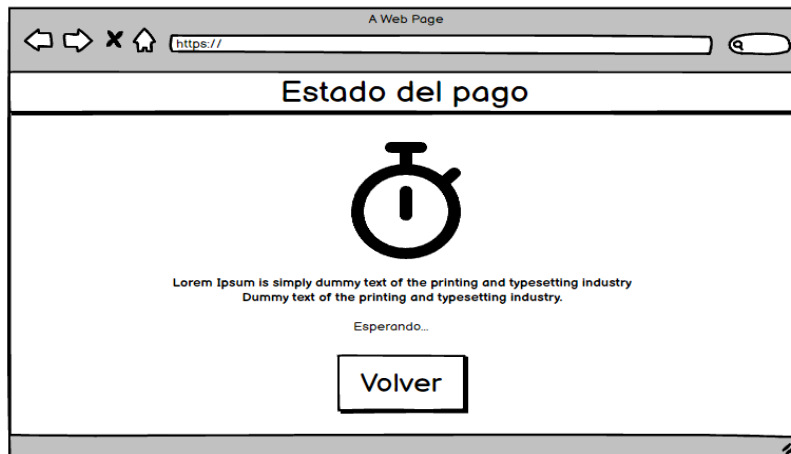 A Web Page
https://
Estado del pago
Lorem Ipsum is simply dummy text of the printing and typesetting industry
Dummy text of the printing and typesetting industry.
Esperando...
Volver